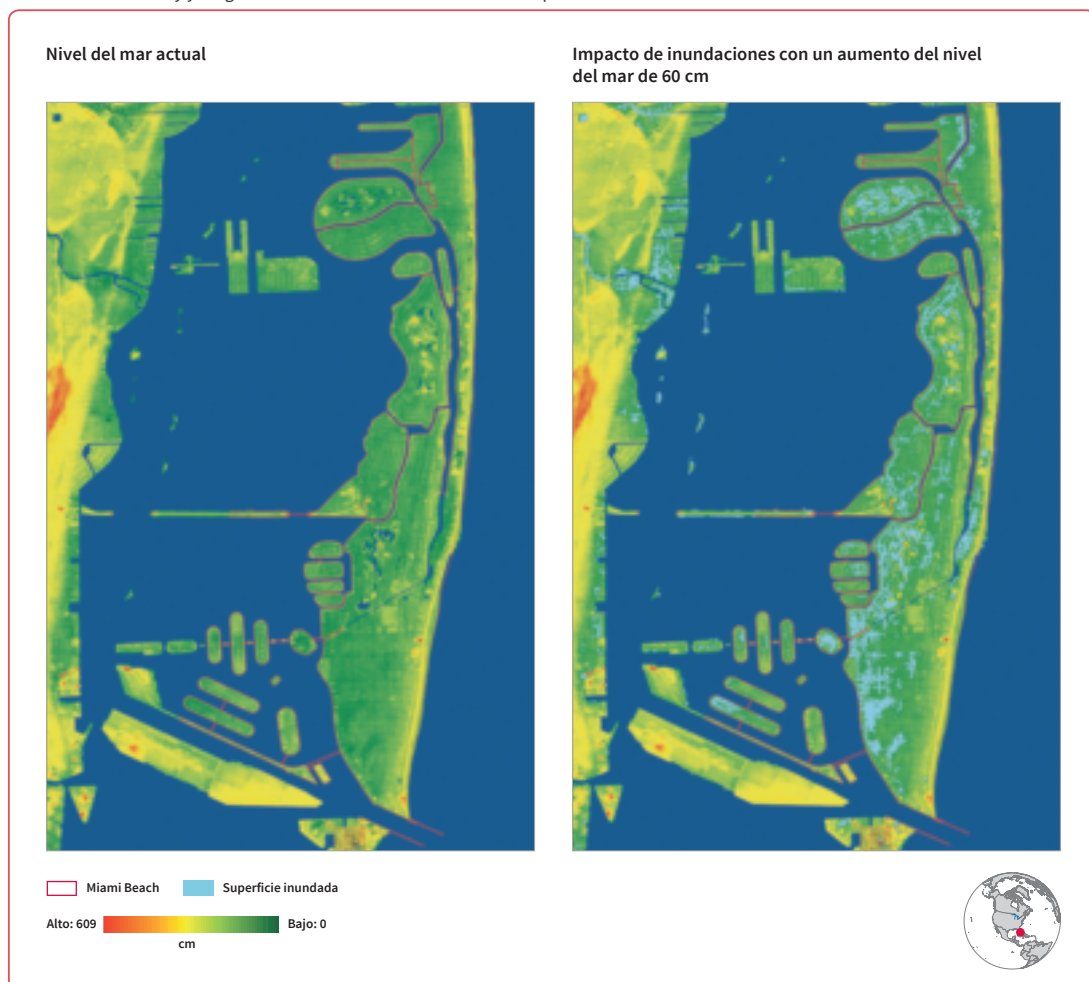 Nivel del mar actual
Impacto de inundaciones con un aumento del nivel
del mar de 60 cm
Miami Beach
Superficie inundada
Alto: 609
Bajo: 0
cm